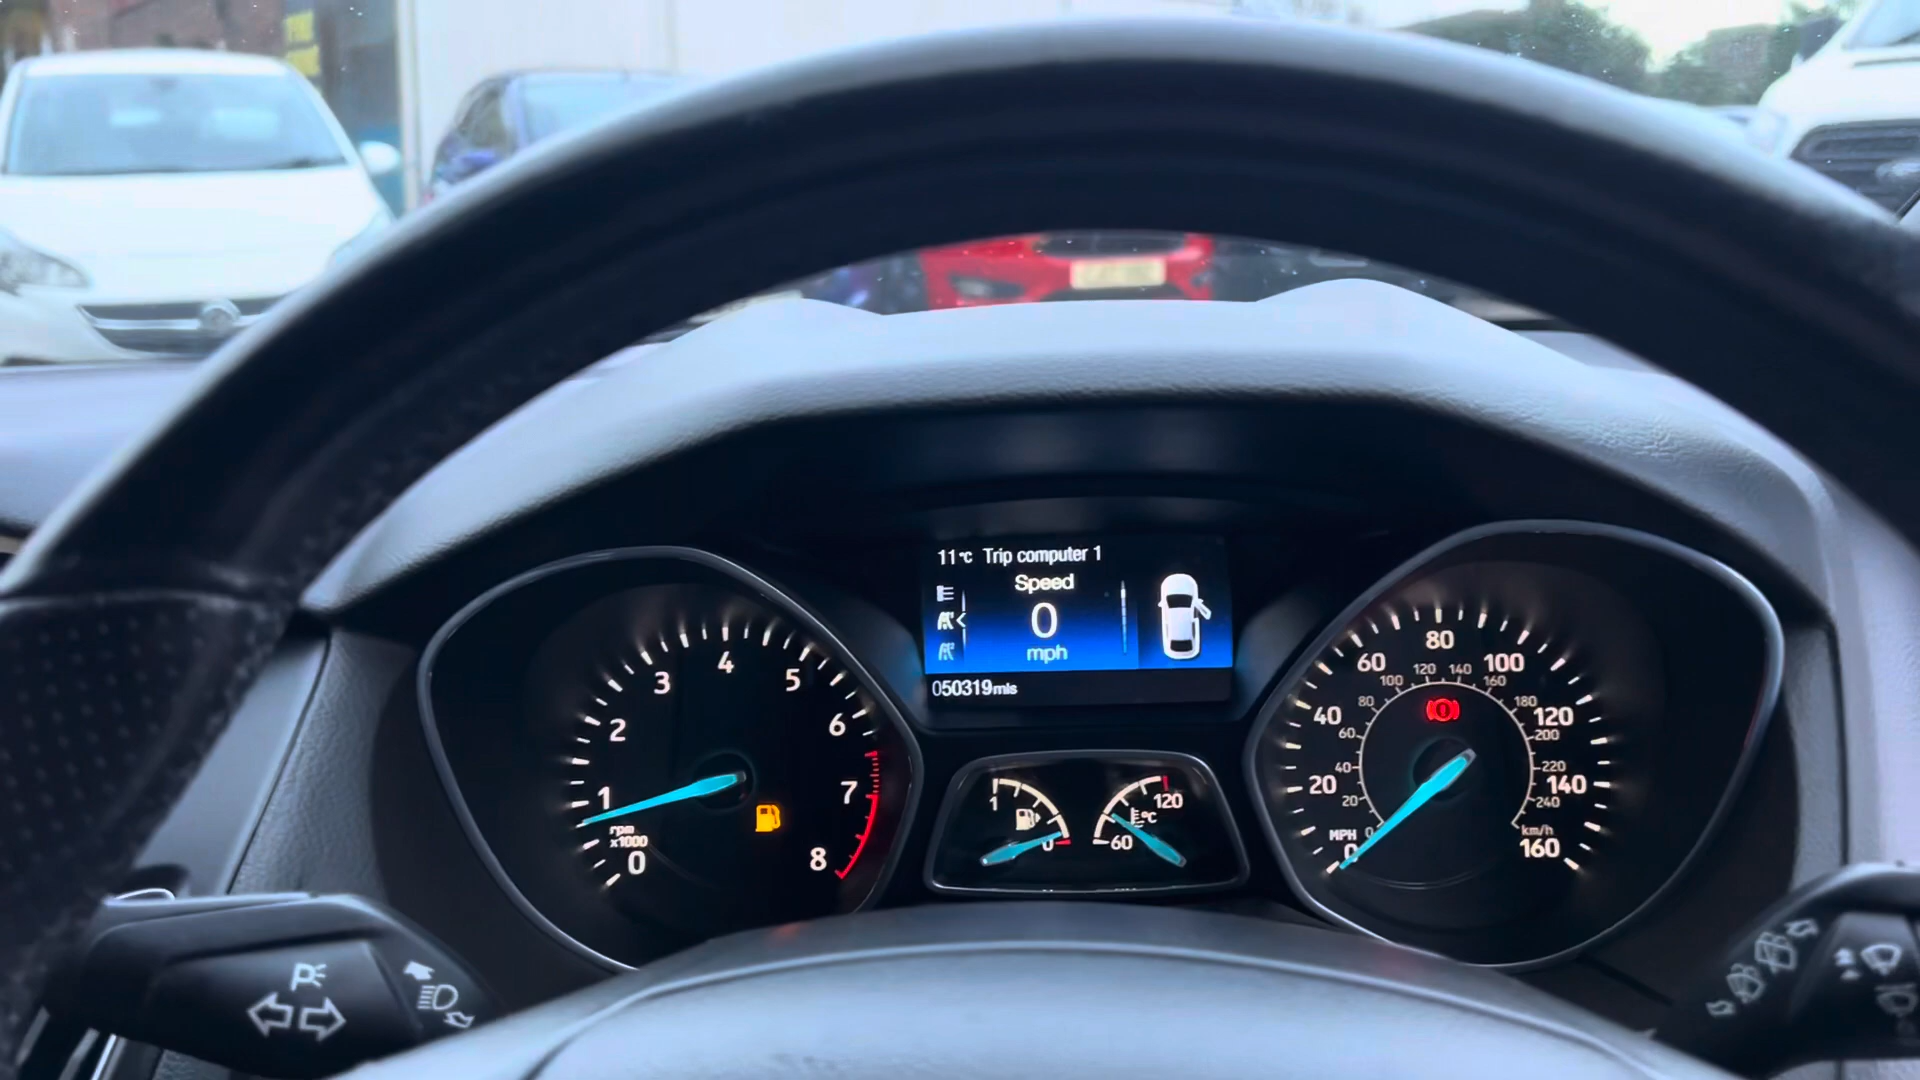 11°C Trip computer 1
Speed
0
mph
050319mls
0 1 2 3 4 5 6 7 8
rpm
x1000
1 0
60 120
°C
0 20 40 60 80 100 120 140 160
MPH
0 20 40 60 80 100 120 140 160 180 200 220 240
km/h